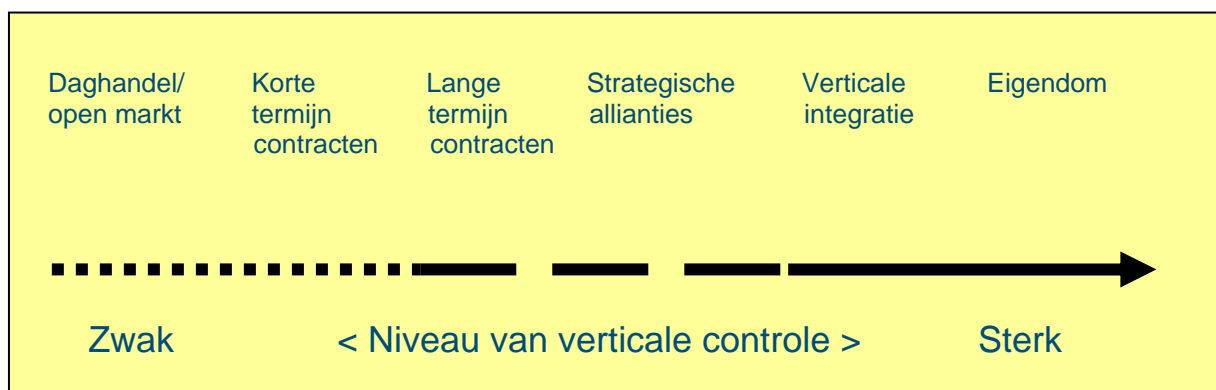 Daghandel/
open markt
Korte
termijn
contracten
Lange
termijn
contracten
Strategische
allianties
Verticale
integratie
Eigendom
Zwak
< Niveau van verticale controle >
Sterk